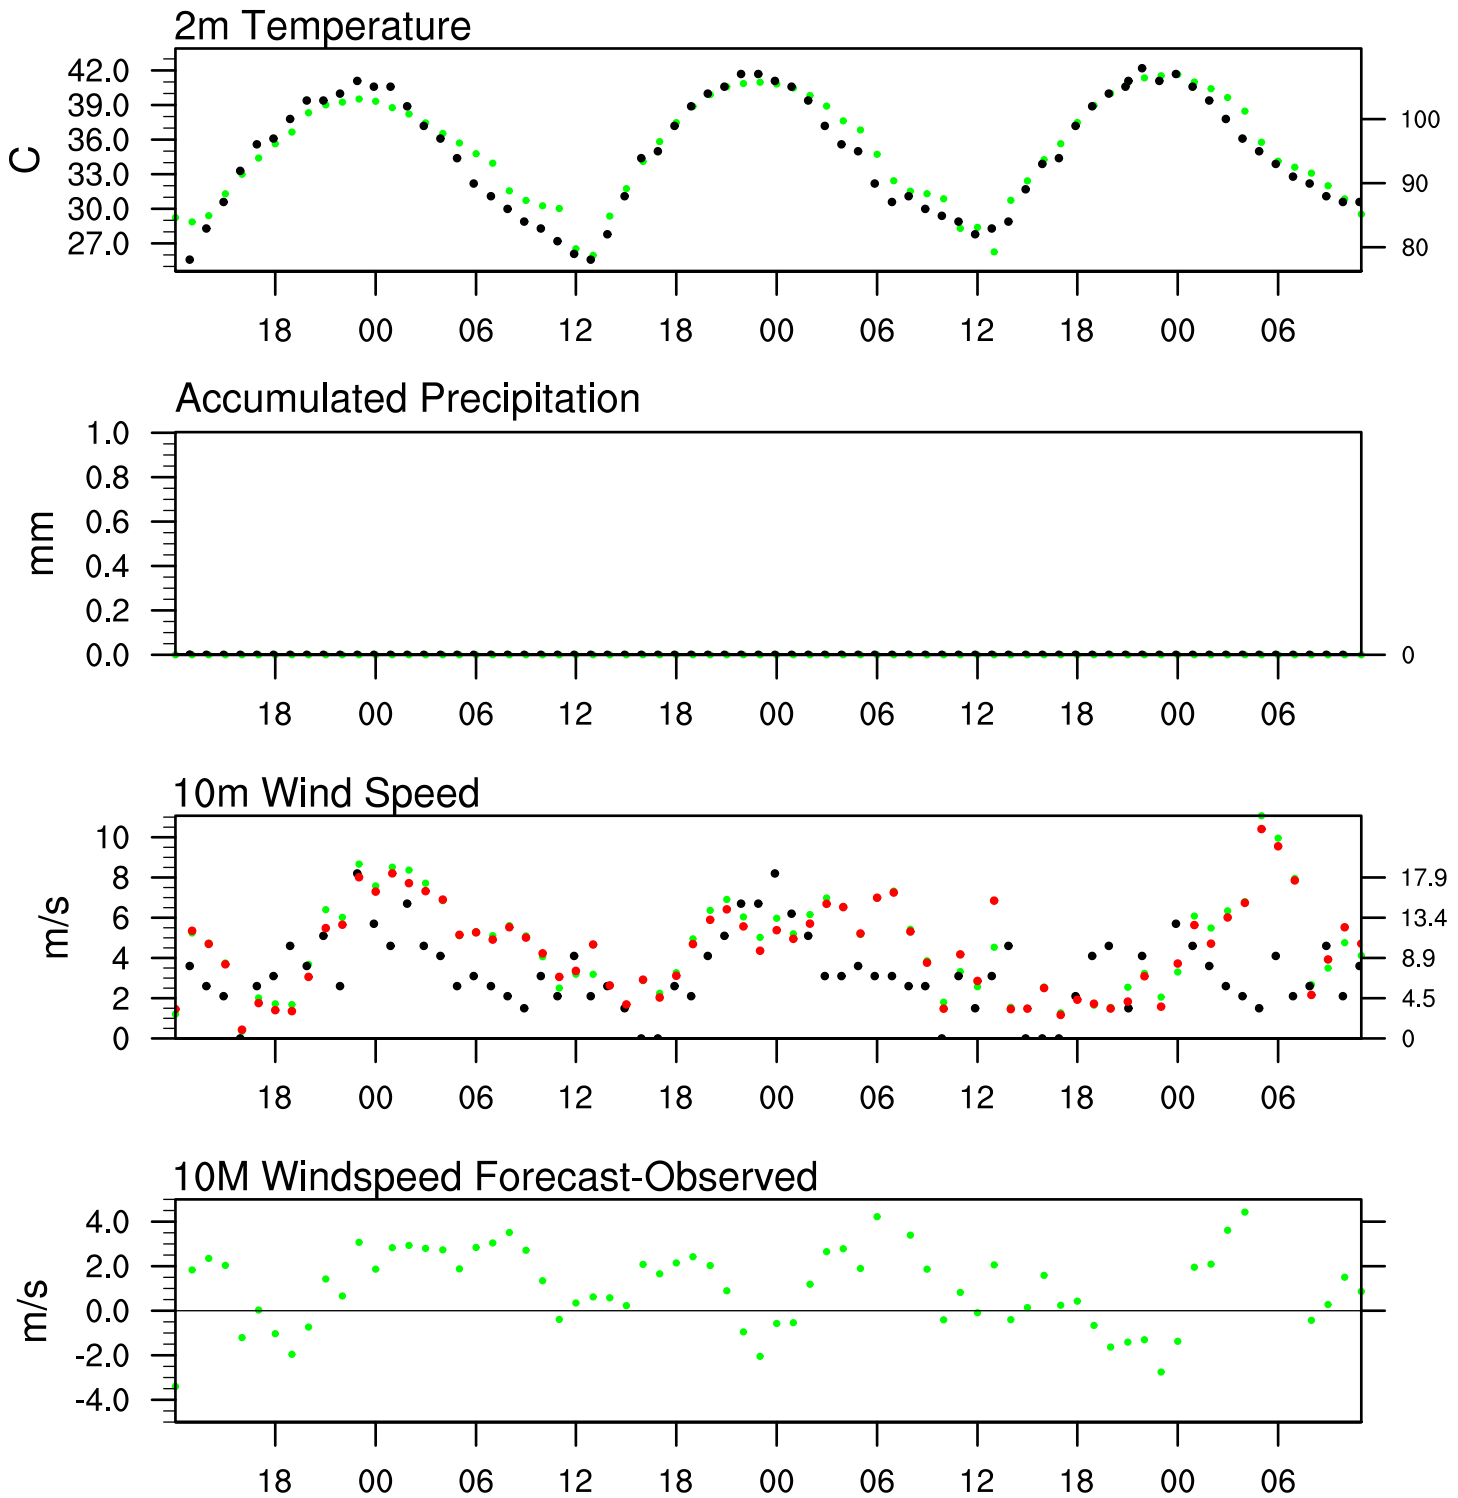 2m Temperature
42.0
39.0
36.0
33.0
30.0
27.0
C
100
90
80
18 00 06 12 18 00 06 12 18 00 06
Accumulated Precipitation
1.0
0.8
0.6
0.4
0.2
0.0
mm
0
18 00 06 12 18 00 06 12 18 00 06
10m Wind Speed
10
8
6
4
2
0
m/s
17.9
13.4
8.9
4.5
0
18 00 06 12 18 00 06 12 18 00 06
10M Windspeed Forecast-Observed
4.0
2.0
0.0
-2.0
-4.0
m/s
18 00 06 12 18 00 06 12 18 00 06